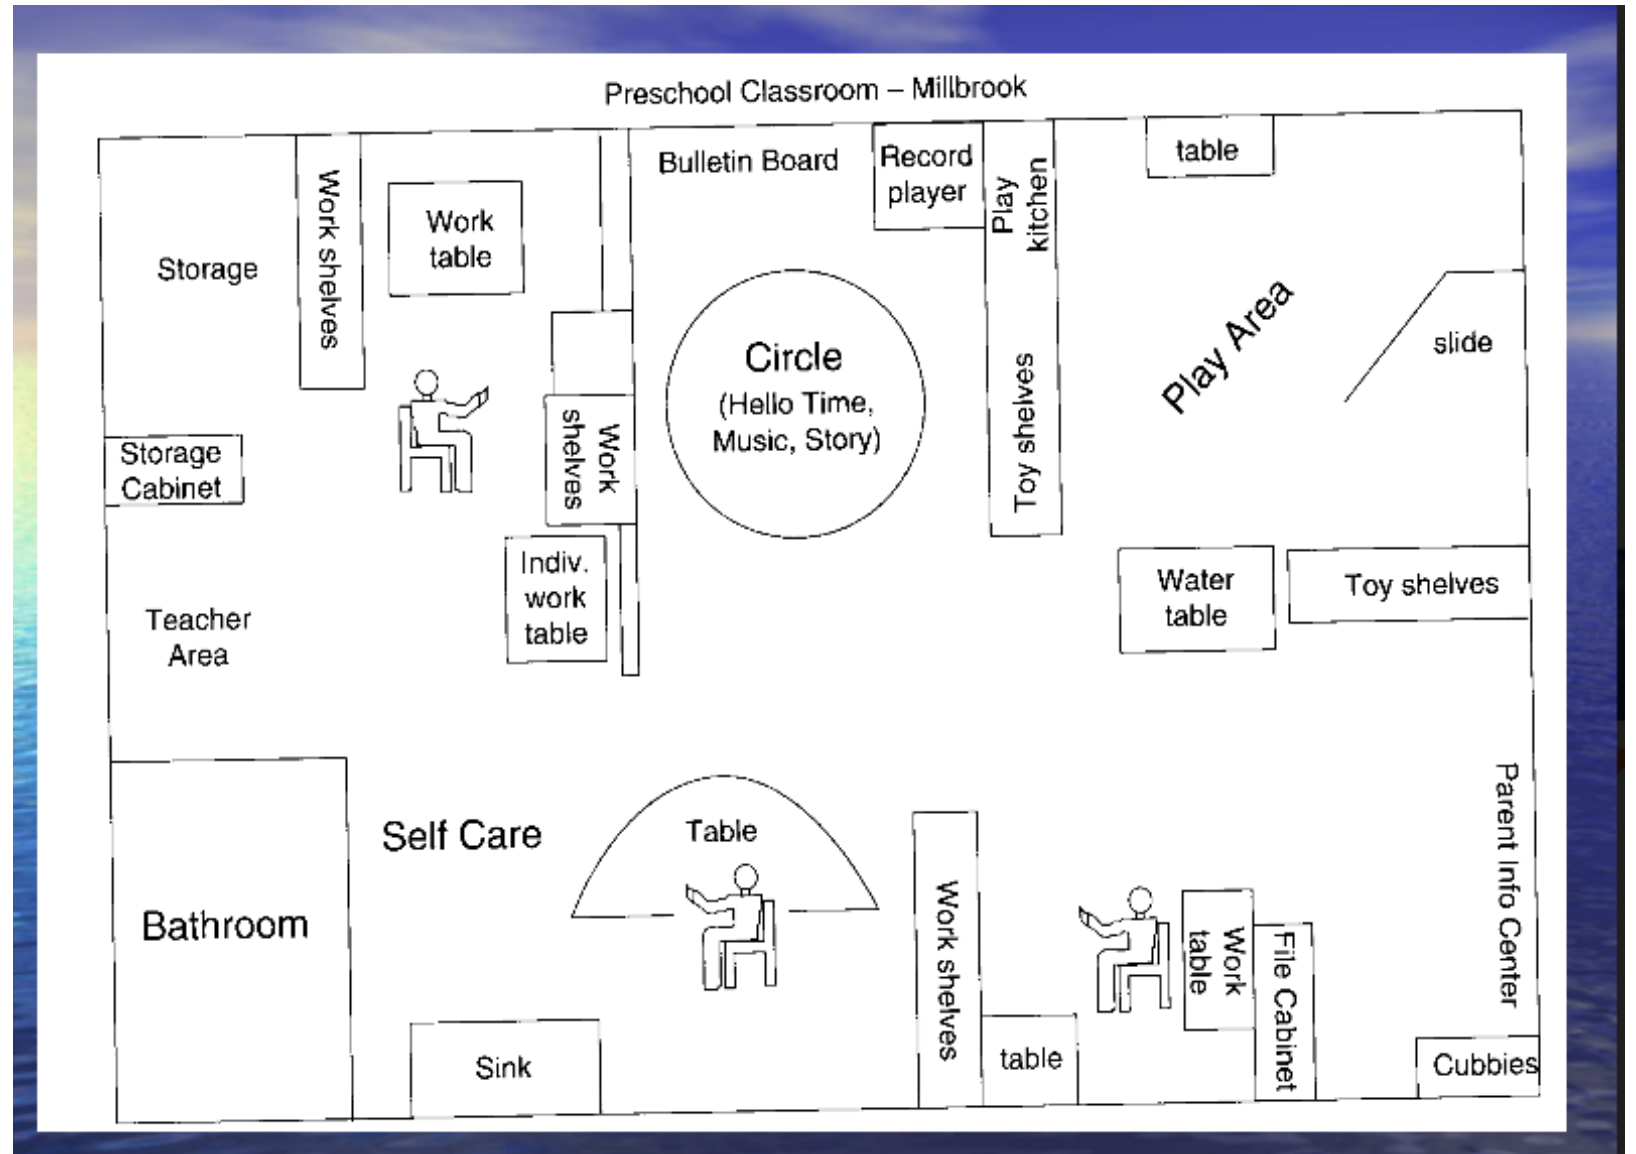 Preschool Classroom – Millbrook
Bulletin Board
Record
player
Play
kitchen
table
Work shelves
Work
table
Storage
Circle
(Hello Time,
Music, Story)
Toy shelves
Play Area
slide
Storage
Cabinet
Work
shelves
Indiv.
work
table
Water
table
Toy shelves
Teacher
Area
Self Care
Table
Bathroom
Work shelves
Work
table
File Cabinet
Parent Info Center
Sink
table
Cubbies